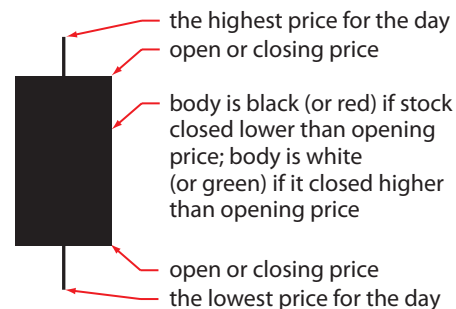 the highest price for the day
open or closing price
body is black (or red) if stock
closed lower than opening
price; body is white
(or green) if it closed higher
than opening price
open or closing price
the lowest price for the day